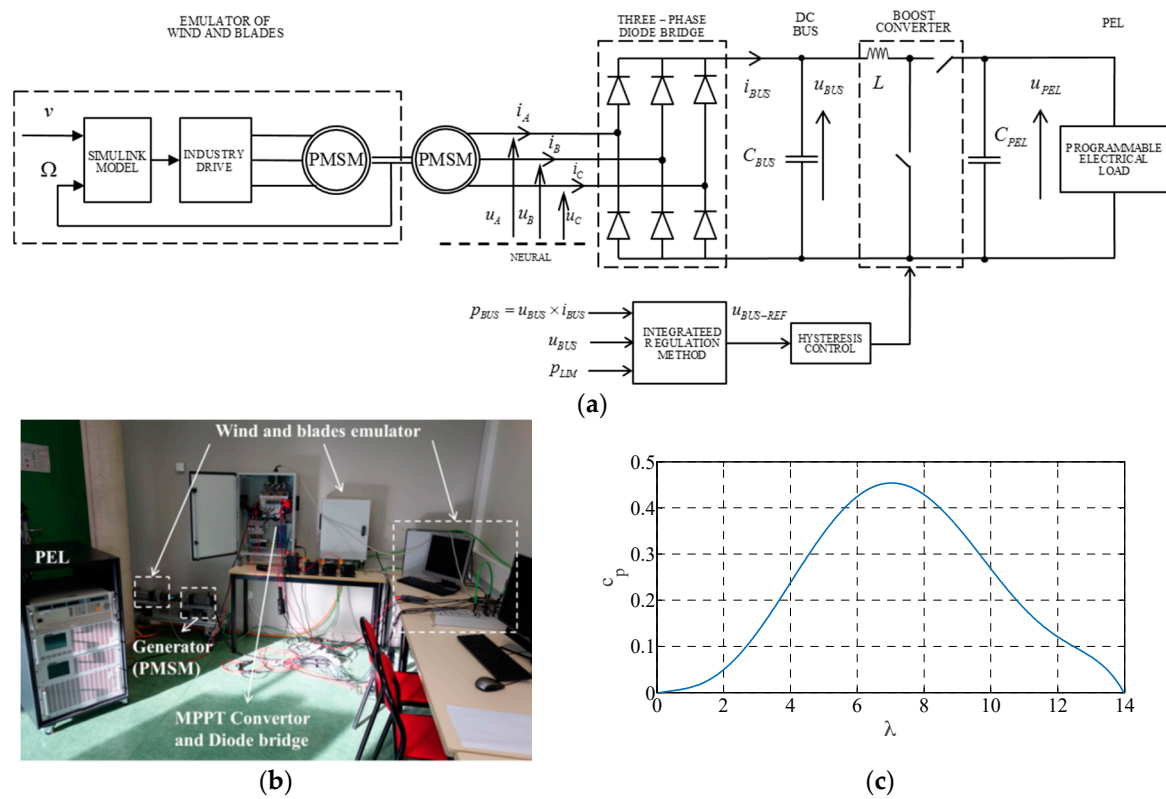 EMULATOR OF
WIND AND BLADES
THREE – PHASE
DIODE BRIDGE
DC
BUS
BOOST
CONVERTER
PEL
v
Ω
SIMULINK
MODEL
INDUSTRY
DRIVE
PMSM
PMSM
i_A
i_B
i_C
u_A
u_B
u_C
NEURAL
i_BUS
C_BUS
u_BUS
L
C_PEL
u_PEL
PROGRAMMABLE
ELECTRICAL
LOAD
p_BUS = u_BUS × i_BUS
u_BUS
p_LIM
INTEGRATEED
REGULATION
METHOD
u_BUS-REF
HYSTERESIS
CONTROL
(a)
Wind and blades emulator
PEL
Generator
(PMSM)
MPPT Convertor
and Diode bridge
(b)
0.5
0.4
0.3
0.2
0.1
0
c_p
0 2 4 6 8 10 12 14
λ
(c)